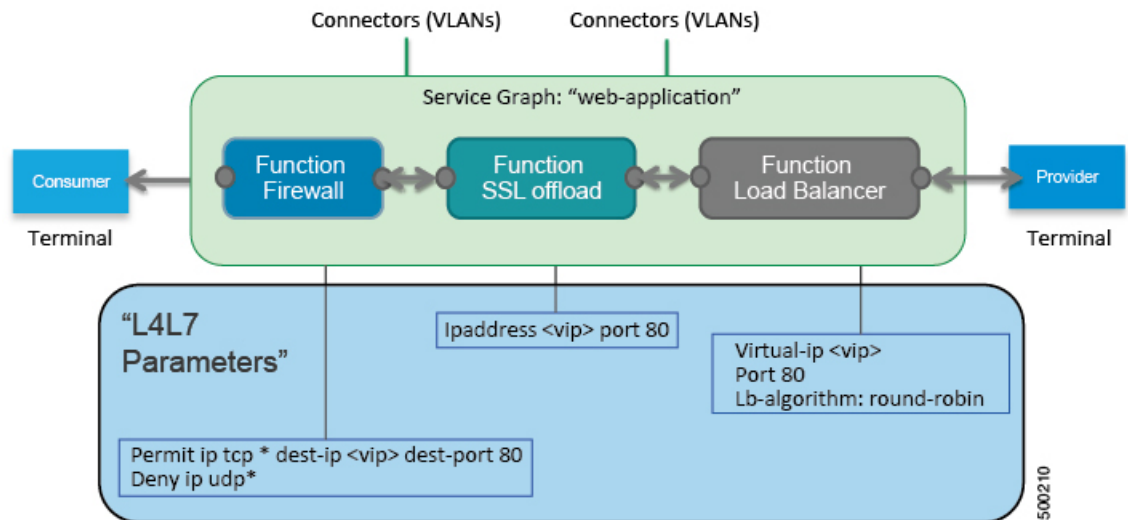 Connectors (VLANs)
Connectors (VLANs)
Service Graph: “web-application”
Consumer
Terminal
Function
Firewall
Function
SSL offload
Function
Load Balancer
Provider
Terminal
“L4L7
Parameters”
Ipaddress <vip> port 80
Virtual-ip <vip>
Port 80
Lb-algorithm: round-robin
Permit ip tcp * dest-ip <vip> dest-port 80
Deny ip udp*
500210